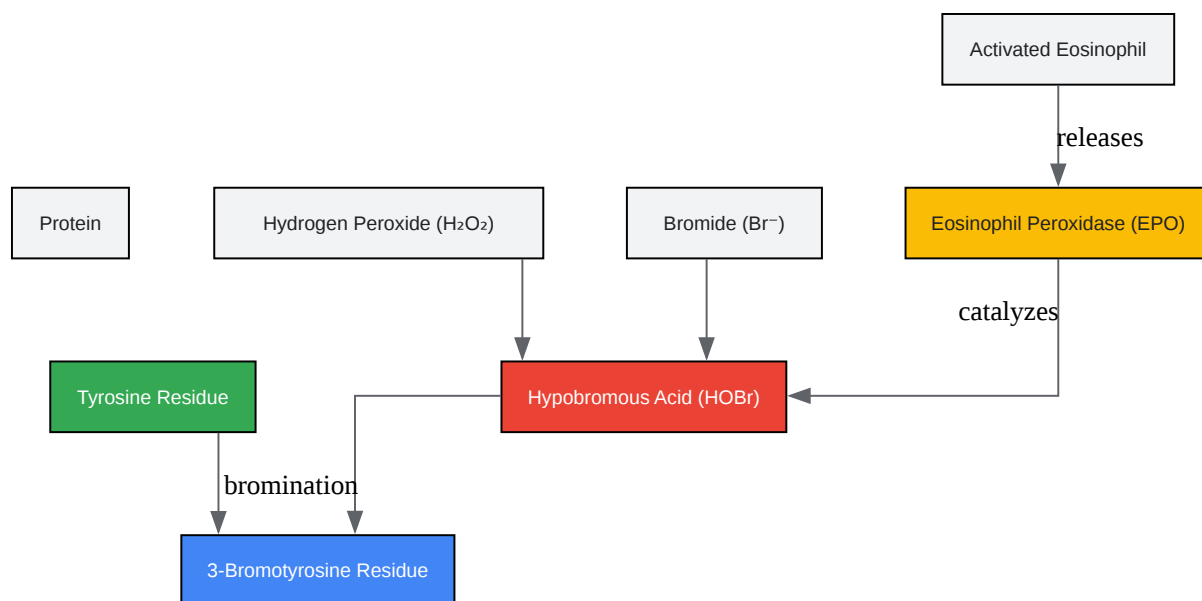 Activated Eosinophil
releases
Protein
Hydrogen Peroxide (H₂O₂)
Bromide (Br⁻)
Eosinophil Peroxidase (EPO)
catalyzes
Tyrosine Residue
Hypobromous Acid (HOBr)
bromination
3-Bromotyrosine Residue